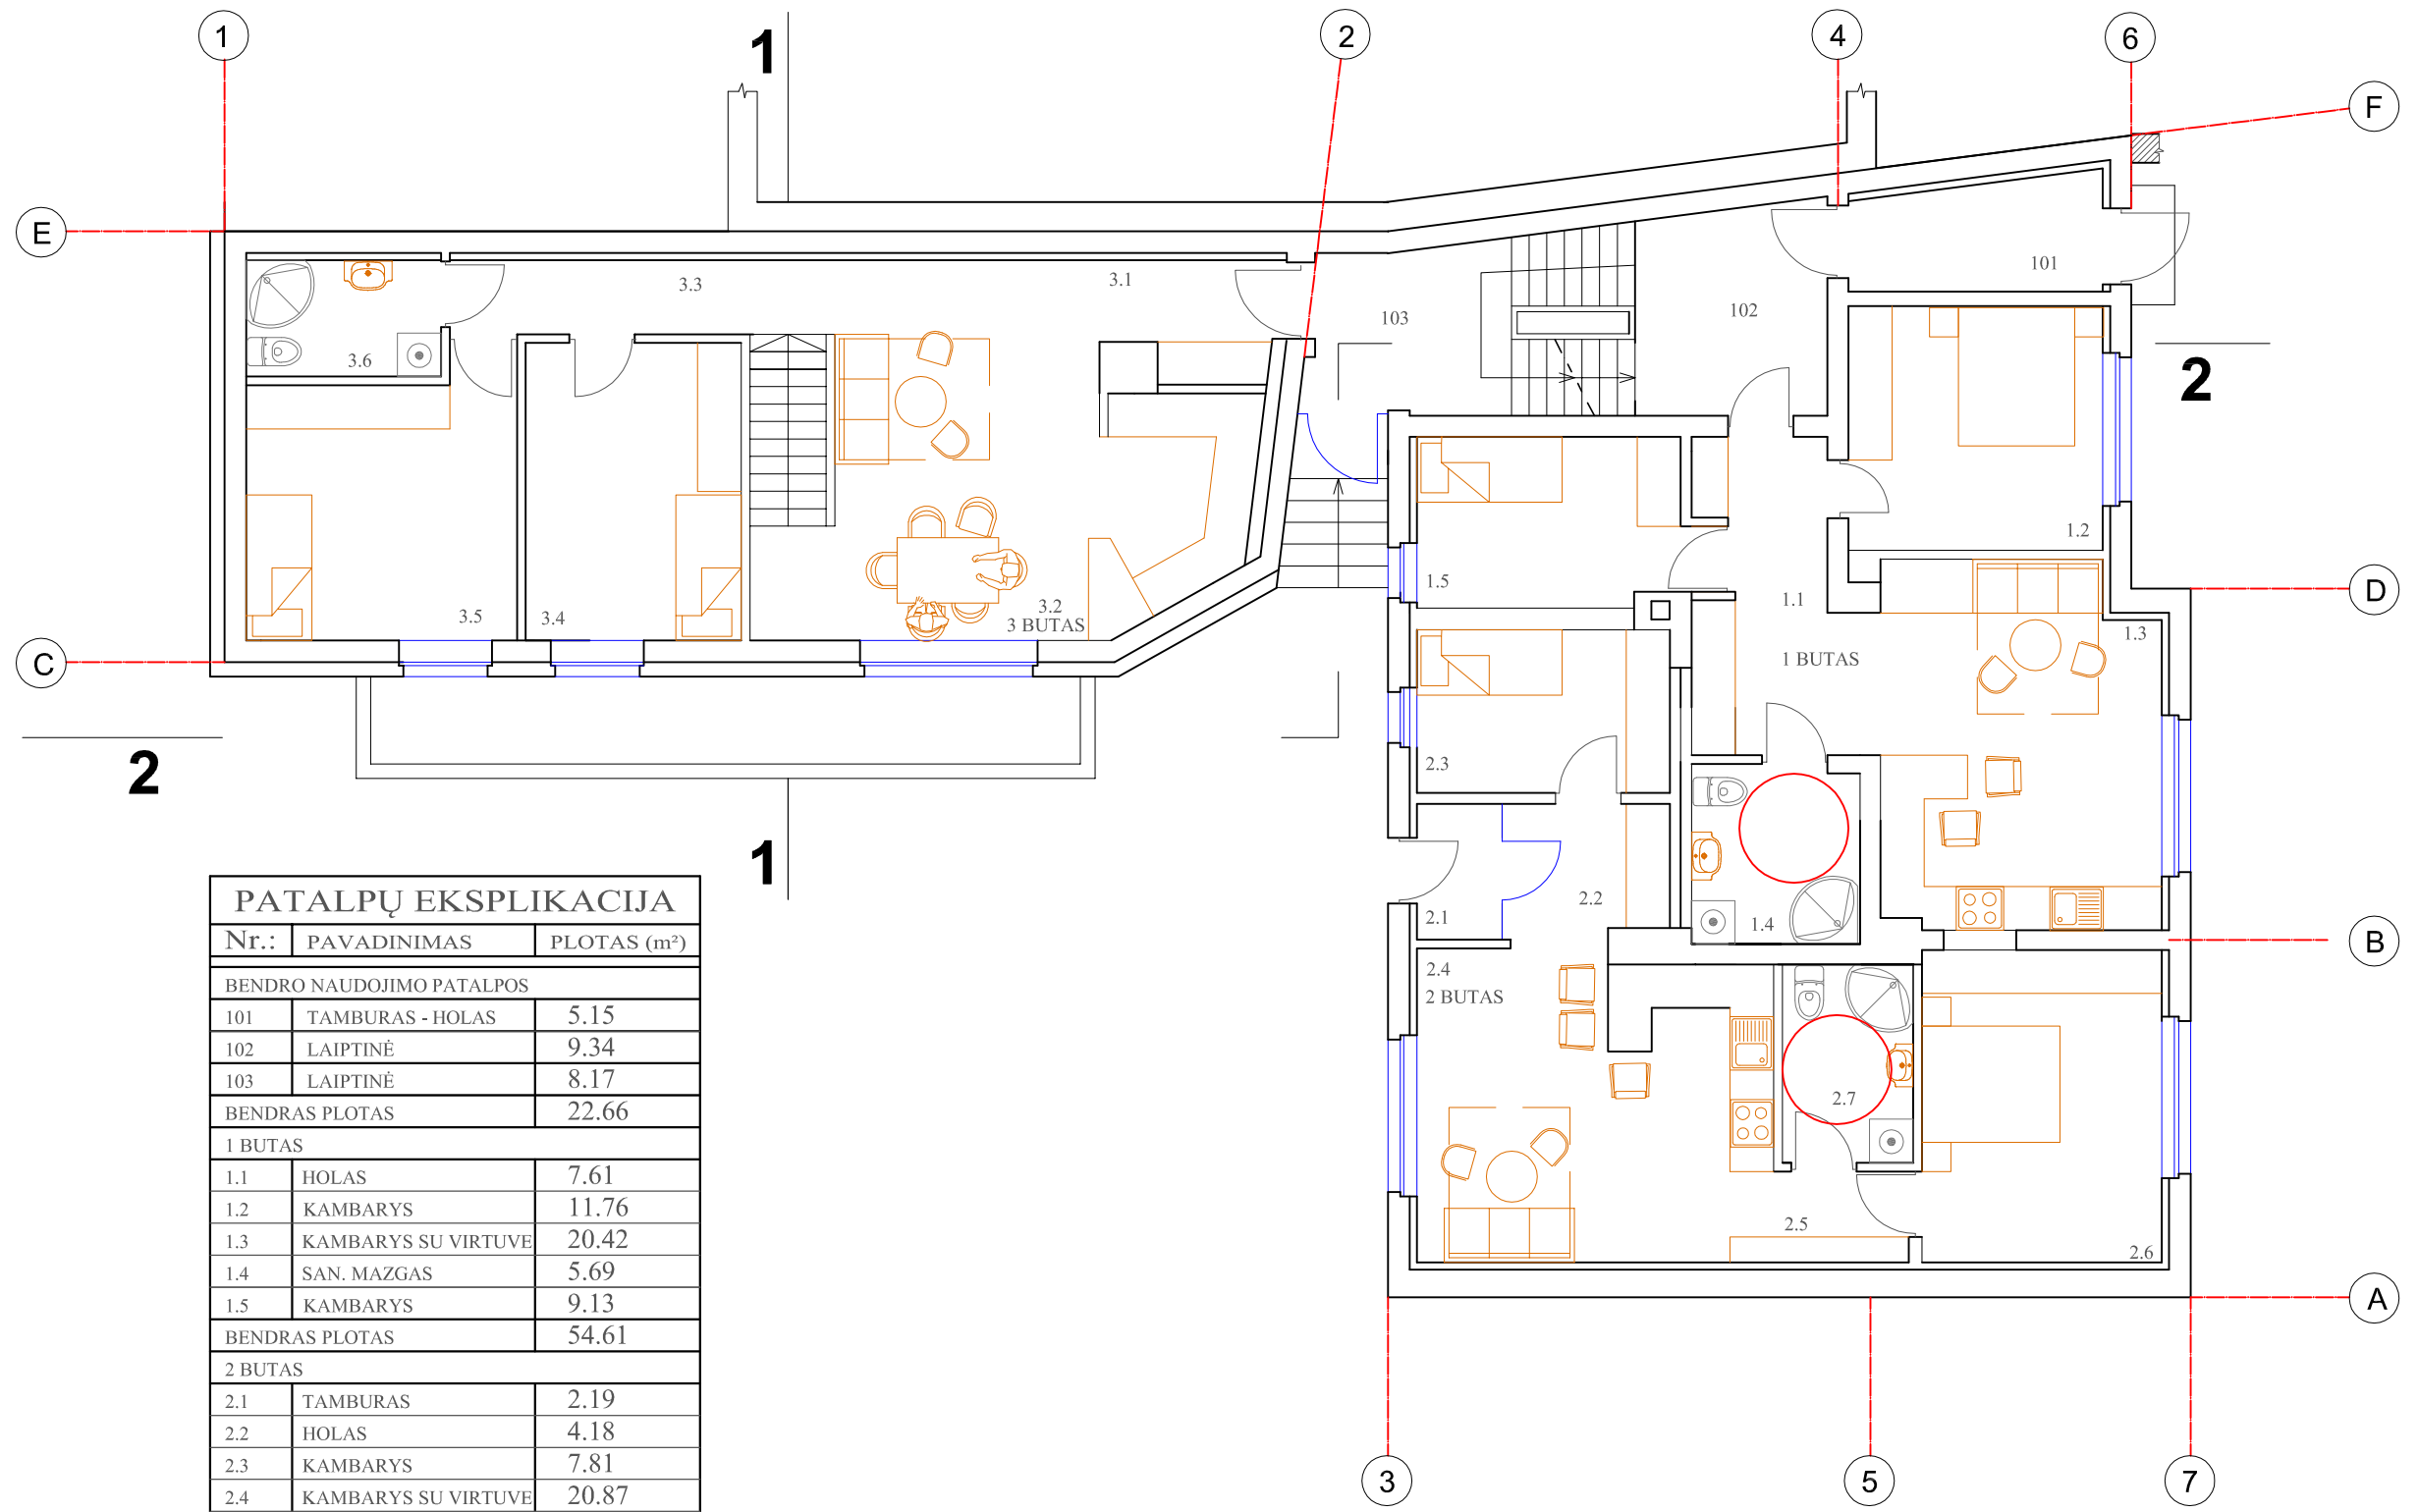 1
1
2
4
6
F
E
3.3
3.1
101
103
102
3.6
2
1.2
1.5
D
3.5
3.4
3.2
3 BUTAS
1.1
1.3
C
1 BUTAS
2
2.3
1
PATALPŲ EKSPLIKACIJA
Nr.: PAVADINIMAS PLOTAS (m²)
BENDRO NAUDOJIMO PATALPOS
101 TAMBURAS - HOLAS 5.15
102 LAIPTINĖ 9.34
103 LAIPTINĖ 8.17
BENDRAS PLOTAS 22.66
1 BUTAS
1.1 HOLAS 7.61
1.2 KAMBARYS 11.76
1.3 KAMBARYS SU VIRTUVE 20.42
1.4 SAN. MAZGAS 5.69
1.5 KAMBARYS 9.13
BENDRAS PLOTAS 54.61
2 BUTAS
2.1 TAMBURAS 2.19
2.2 HOLAS 4.18
2.3 KAMBARYS 7.81
2.4 KAMBARYS SU VIRTUVE 20.87
2.2
2.1
1.4
B
2.4
2 BUTAS
2.7
2.5
2.6
A
3
5
7